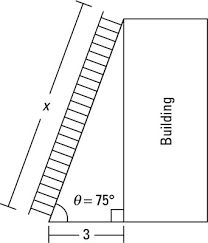 x
Building
θ = 75°
3